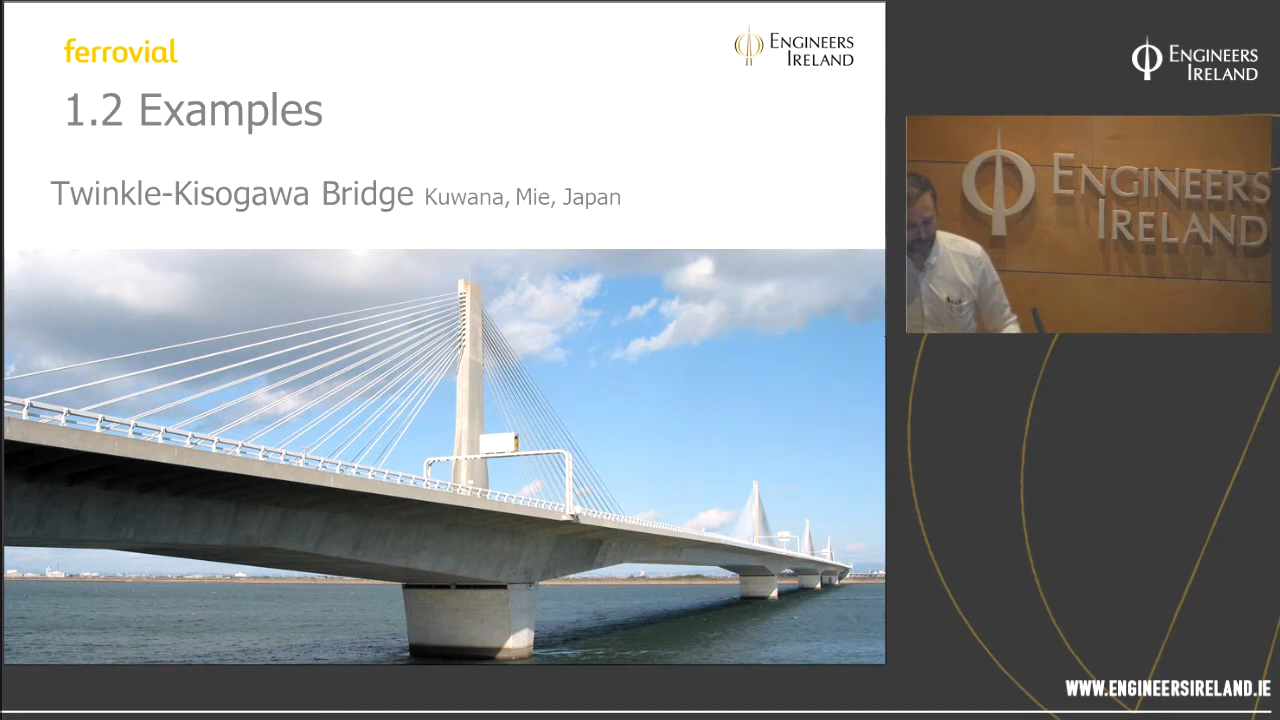 ferrovial
ENGINEERS
IRELAND
1.2 Examples
Twinkle-Kisogawa Bridge Kuwana, Mie, Japan
ENGINEERS
IRELAND
ENGINEERS
IRELAND
WWW.ENGINEERSIRELAND.IE